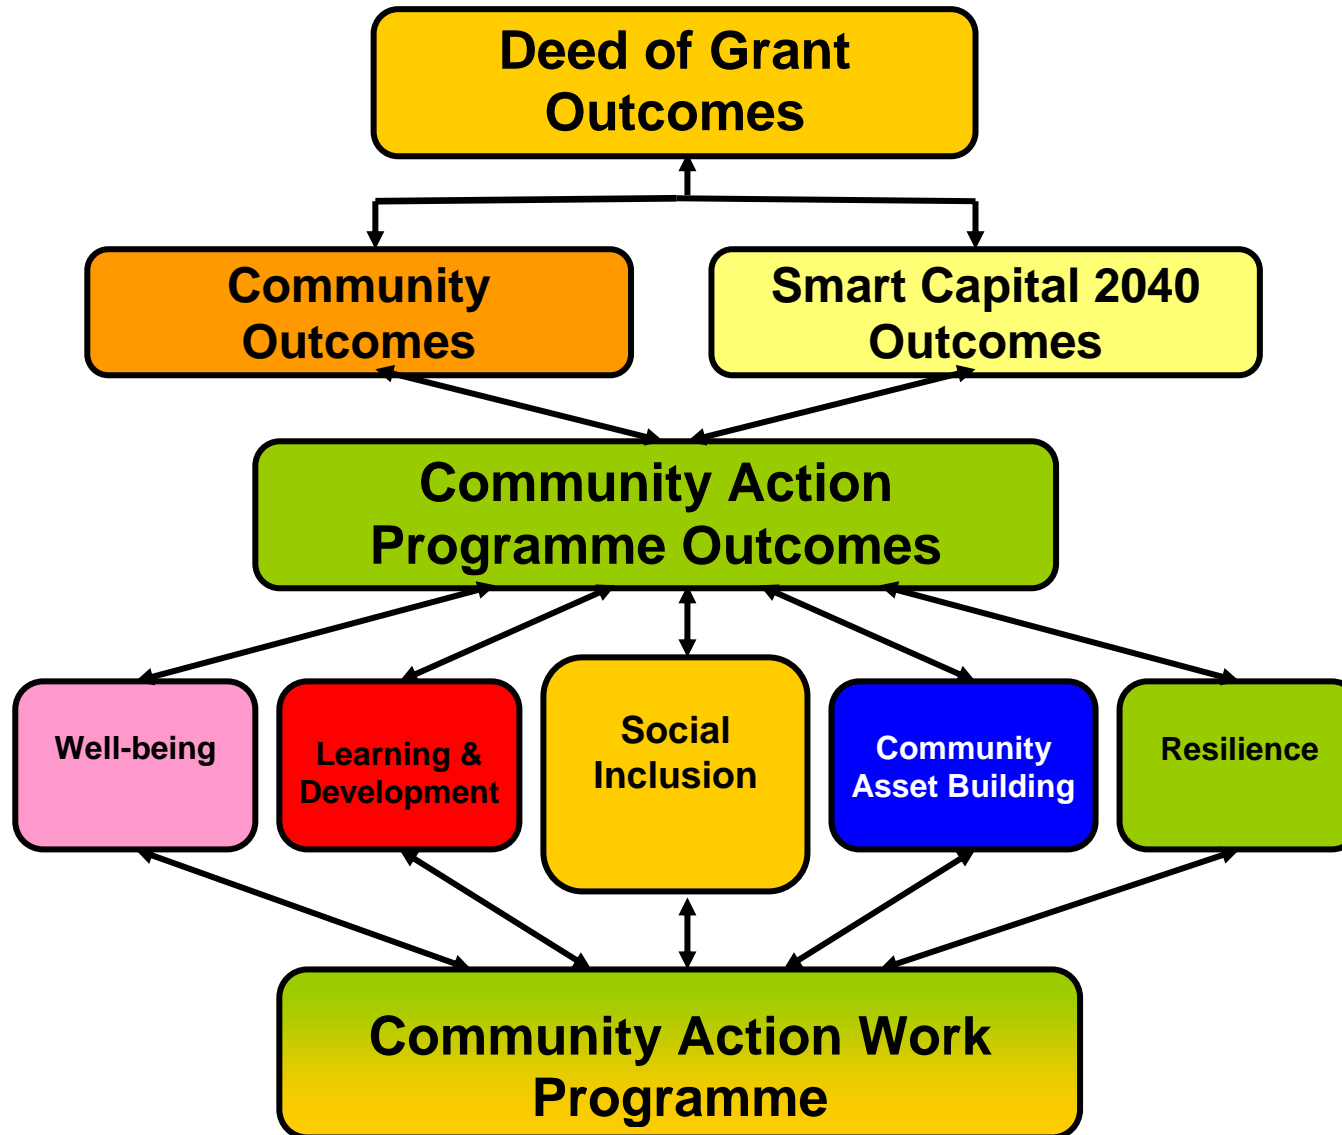 Deed of Grant
Outcomes
Community
Outcomes
Smart Capital 2040
Outcomes
Community Action
Programme Outcomes
Well-being
Learning &
Development
Social
Inclusion
Community
Asset Building
Resilience
Community Action Work
Programme